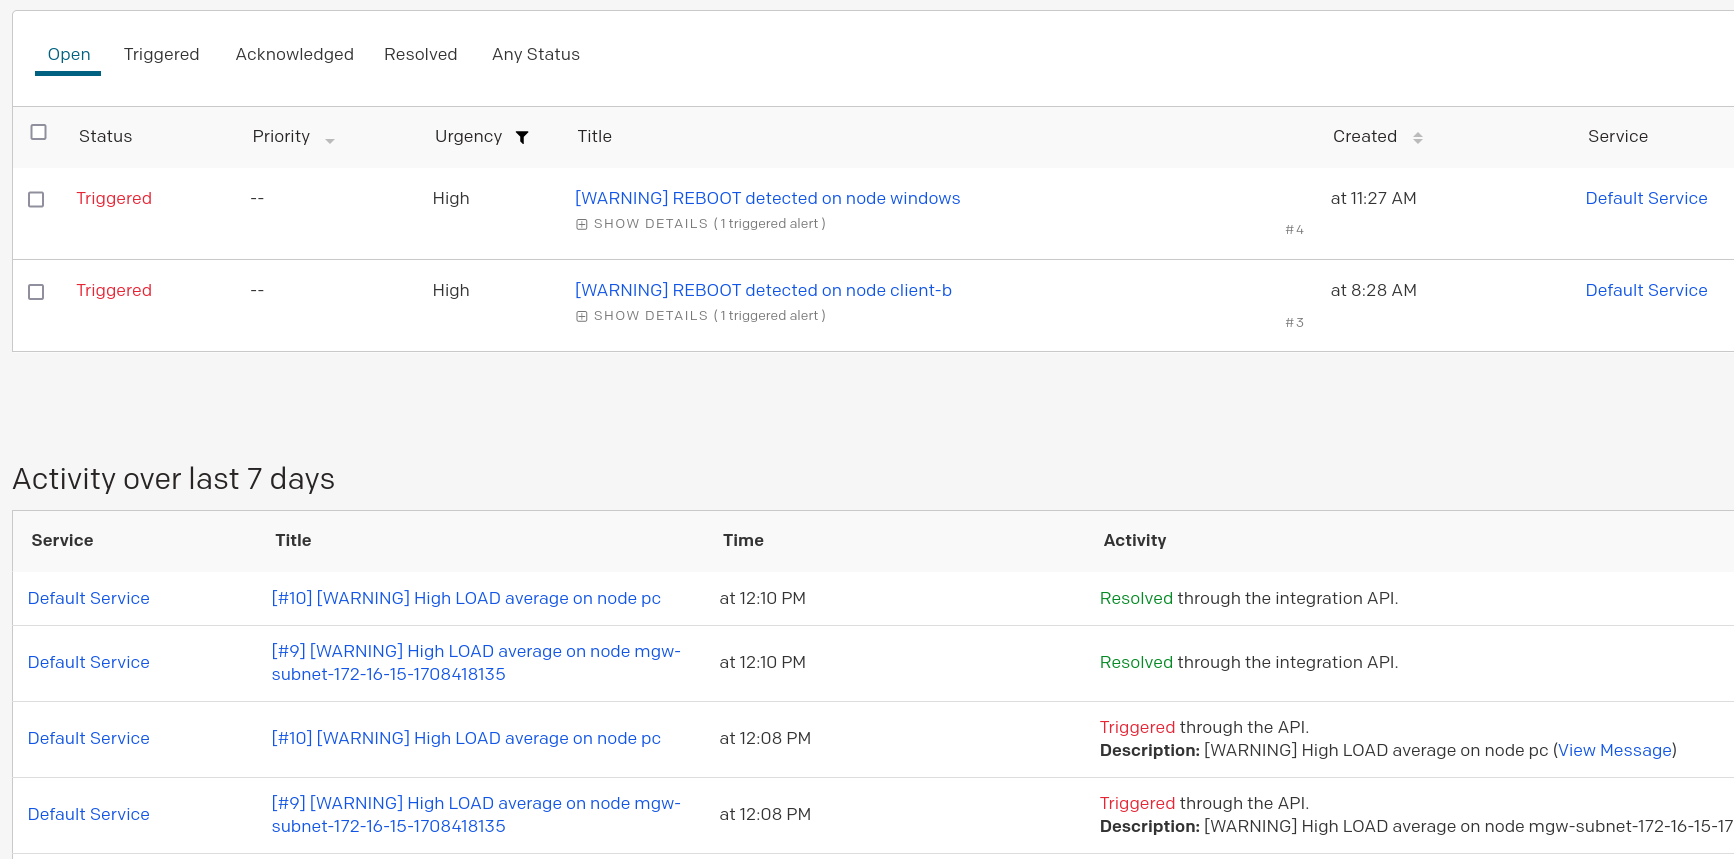 Open Triggered Acknowledged Resolved Any Status
Status Priority Urgency Title Created Service
Triggered -- High [WARNING] REBOOT detected on node windows at 11:27 AM Default Service
SHOW DETAILS (1 triggered alert)
#4
Triggered -- High [WARNING] REBOOT detected on node client-b at 8:28 AM Default Service
SHOW DETAILS (1 triggered alert)
#3
Activity over last 7 days
Service Title Time Activity
Default Service [#10] [WARNING] High LOAD average on node pc at 12:10 PM Resolved through the integration API.
[#9] [WARNING] High LOAD average on node mgw-
Default Service at 12:10 PM Resolved through the integration API.
subnet-172-16-15-1708418135
Triggered through the API.
Default Service [#10] [WARNING] High LOAD average on node pc at 12:08 PM
Description: [WARNING] High LOAD average on node pc (View Message)
[#9] [WARNING] High LOAD average on node mgw- Triggered through the API.
Default Service at 12:08 PM
subnet-172-16-15-1708418135 Description: [WARNING] High LOAD average on node mgw-subnet-172-16-15-17